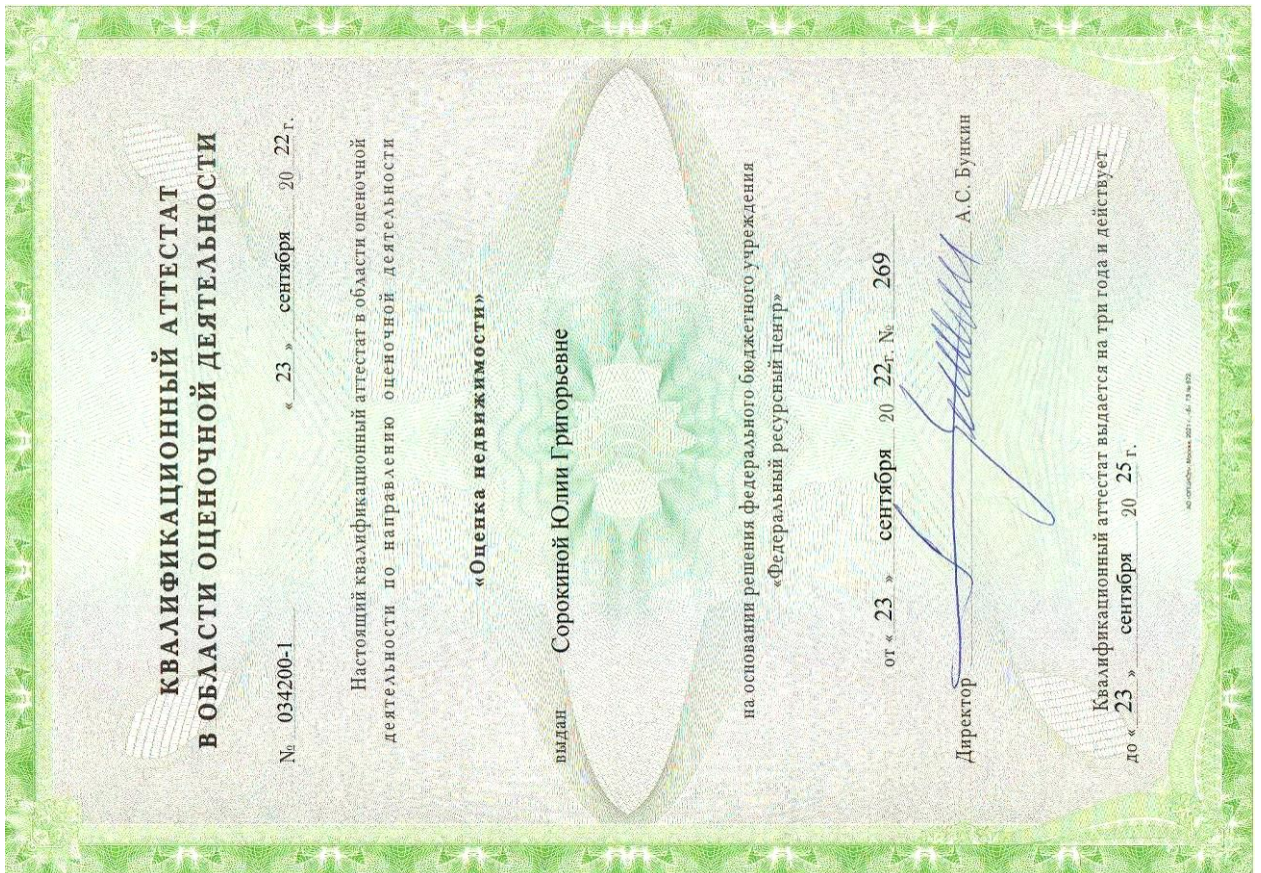 КВАЛИФИКАЦИОННЫЙ АТТЕСТАТ
В ОБЛАСТИ ОЦЕНОЧНОЙ ДЕЯТЕЛЬНОСТИ
№ 034200-1 « 23 » сентября 20 22 г.
Настоящий квалификационный аттестат в области оценочной
деятельности по направлению оценочной деятельности
«Оценка недвижимости»
выдан Сорокиной Юлии Григорьевне
на основании решения федерального бюджетного учреждения
«Федеральный ресурсный центр»
от « 23 » сентября 20 22г. № 269
Директор А.С. Бункин
Квалификационный аттестат выдается на три года и действует
до « 23 » сентября 20 25 г.